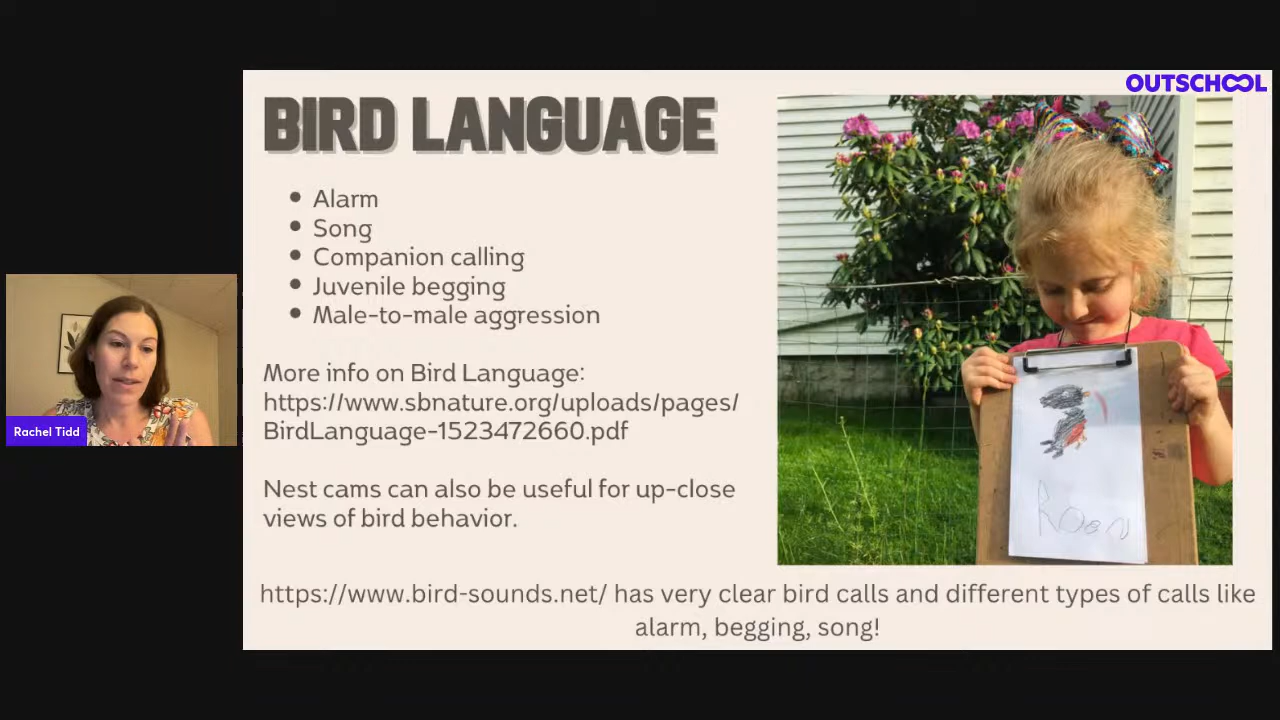 OUTSCHOOL
BIRD LANGUAGE
Alarm
Song
Companion calling
Juvenile begging
Male-to-male aggression
More info on Bird Language:
https://www.sbnature.org/uploads/pages/
BirdLanguage-1523472660.pdf
Nest cams can also be useful for up-close
views of bird behavior.
https://www.bird-sounds.net/ has very clear bird calls and different types of calls like
alarm, begging, song!
Rachel Tidd